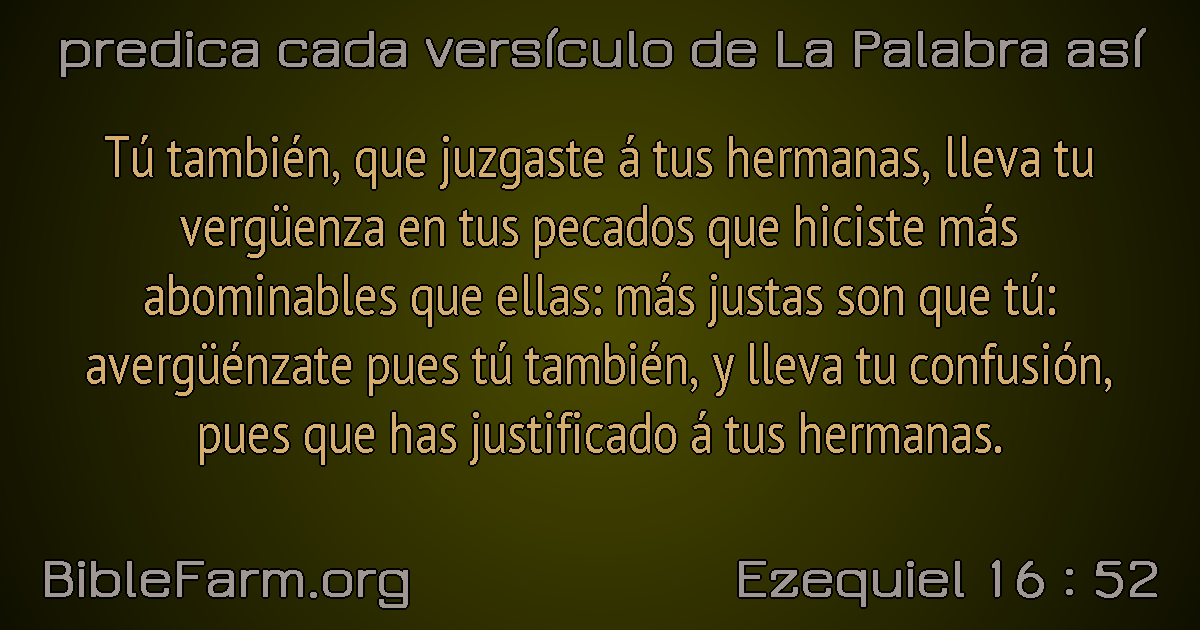 predica cada versículo de La Palabra así
Tú también, que juzgaste á tus hermanas, lleva tu
vergüenza en tus pecados que hiciste más
abominables que ellas: más justas son que tú:
avergüénzate pues tú también, y lleva tu confusión,
pues que has justificado á tus hermanas.
BibleFarm.org
Ezequiel 16 : 52